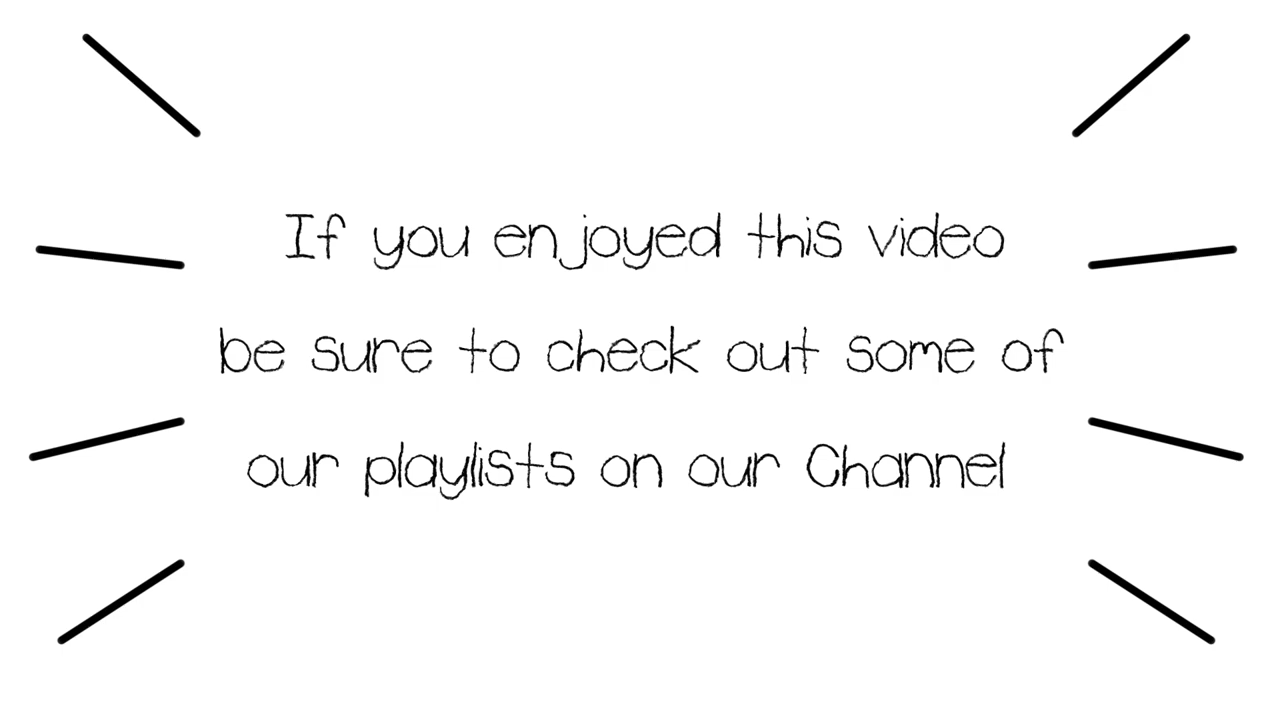 If you enjoyed this video
be sure to check out some of
our playlists on our Channel